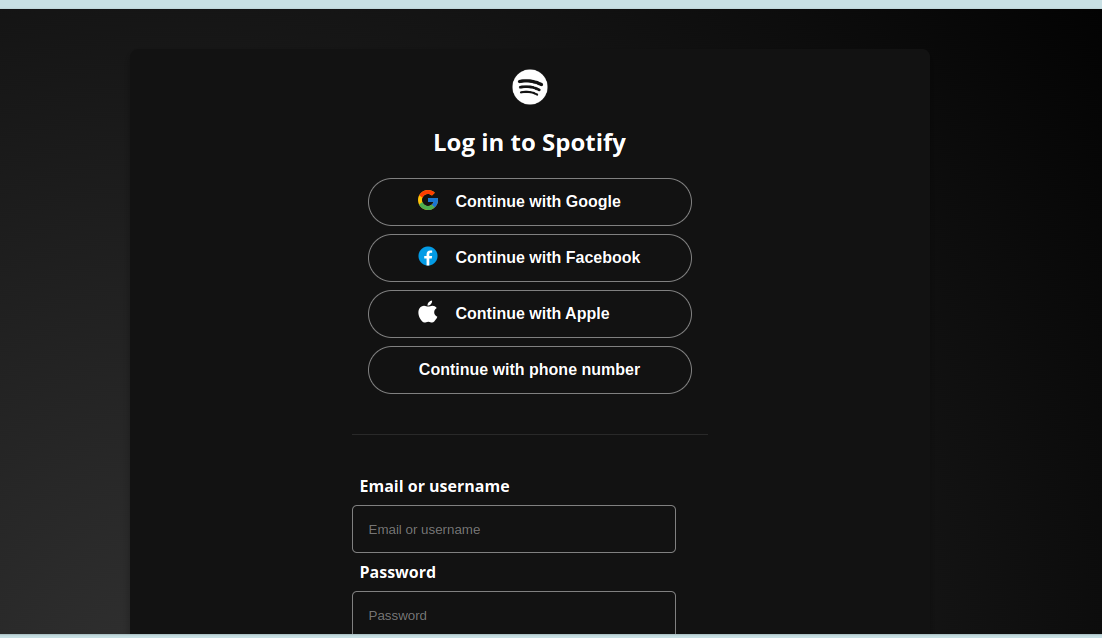 Log in to Spotify
Continue with Google
Continue with Facebook
Continue with Apple
Continue with phone number
Email or username
Email or username
Password
Password